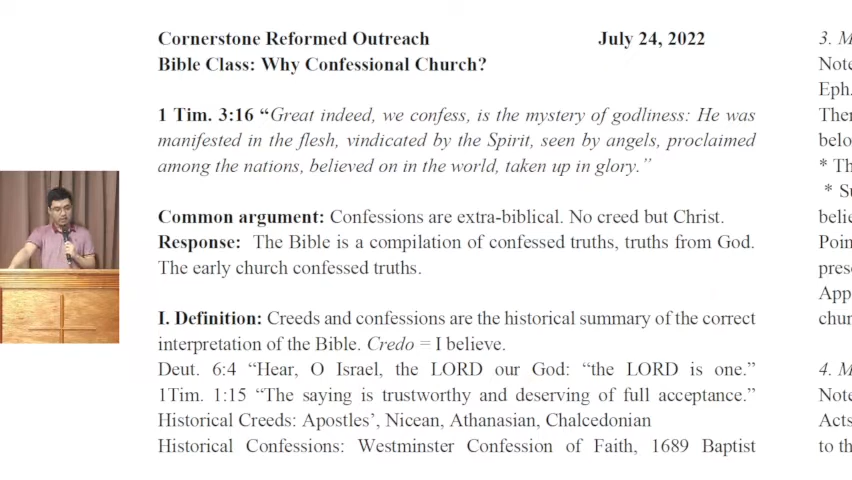 Cornerstone Reformed Outreach July 24, 2022
Bible Class: Why Confessional Church?
1 Tim. 3:16 “Great indeed, we confess, is the mystery of godliness: He was
manifested in the flesh, vindicated by the Spirit, seen by angels, proclaimed
among the nations, believed on in the world, taken up in glory.”
Common argument: Confessions are extra-biblical. No creed but Christ.
Response: The Bible is a compilation of confessed truths, truths from God.
The early church confessed truths.
I. Definition: Creeds and confessions are the historical summary of the correct
interpretation of the Bible. Credo = I believe.
Deut. 6:4 “Hear, O Israel, the LORD our God: “the LORD is one.”
1Tim. 1:15 “The saying is trustworthy and deserving of full acceptance.”
Historical Creeds: Apostles’, Nicean, Athanasian, Chalcedonian
Historical Confessions: Westminster Confession of Faith, 1689 Baptist
3. M
Note
Eph.
Ther
belo
* Th
* Su
belie
Poin
prese
App
chur
4. M
Note
Acts
to th